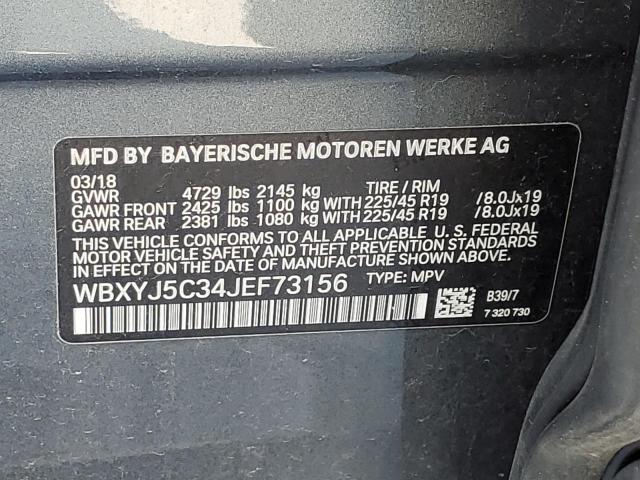 MFD BY BAYERISCHE MOTOREN WERKE AG
03/18
GVWR 4729 lbs 2145 kg TIRE / RIM
GAWR FRONT 2425 lbs 1100 kg WITH 225/45 R19 /8.0Jx19
GAWR REAR 2381 lbs 1080 kg WITH 225/45 R19 /8.0Jx19
THIS VEHICLE CONFORMS TO ALL APPLICABLE U. S. FEDERAL
MOTOR VEHICLE SAFETY AND THEFT PREVENTION STANDARDS
IN EFFECT ON THE DATE OF MANUFACTURE SHOWN ABOVE.
WBXYJ5C34JEF73156 TYPE: MPV
B39/7
7 320 730